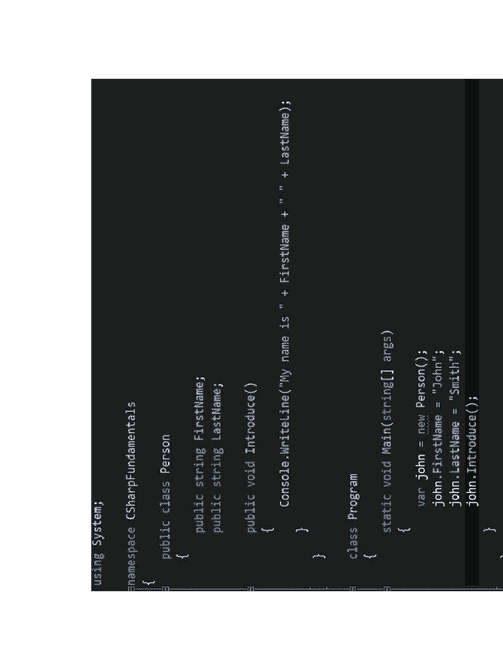 using System;
namespace CSharpFundamentals
{
public class Person
{
public string FirstName;
public string LastName;
public void Introduce()
{
Console.WriteLine("My name is " + FirstName + " " + LastName);
}
}
class Program
{
static void Main(string[] args)
{
var john = new Person();
john.FirstName = "John";
john.LastName = "Smith";
john.Introduce();
}
}